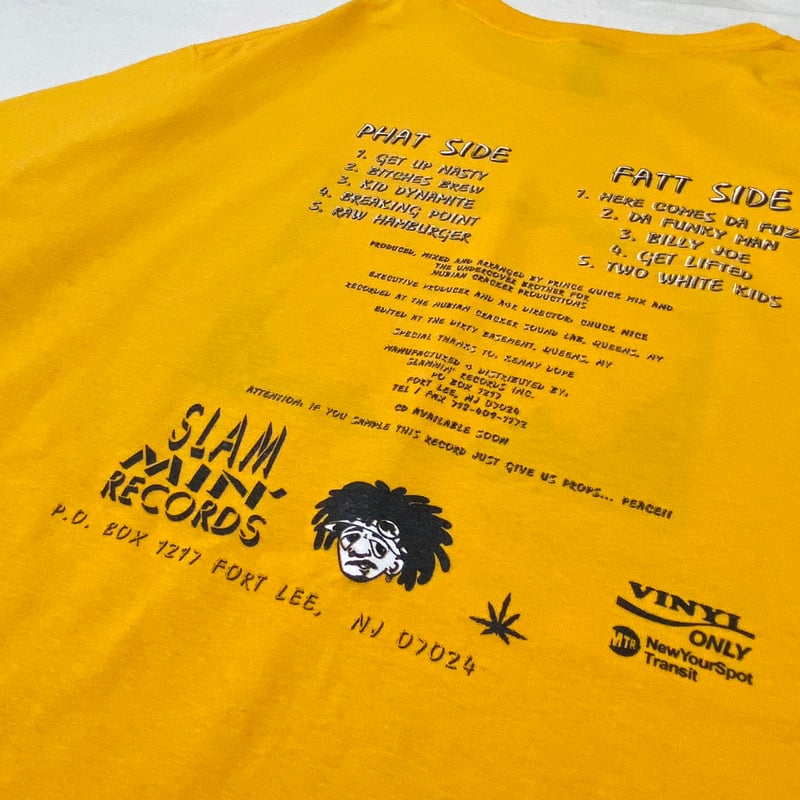 PHAT SIDE
1. GET UP NASTY
2. BITCHES BREW
3. KID DYNAMITE
4. BREAKING POINT
5. RAW HAMBURGER
FATT SIDE
1. HERE COMES DA FUZ
2. DA FUNKY MAN
3. BILLY JOE
4. GET LIFTED
5. TWO WHITE KIDS
PRODUCED, MIXED AND ARRANGED BY PRINCE QUICK MIX AND
THE UNDERCOVER BROTHER FOR
NUBIAN CRACKER PRODUCTIONS
EXECUTIVE PRODUCER AND A&R DIRECTOR: CHUCK NICE
RECORDED AT THE NUBIAN CRACKER SOUND LAB, QUEENS, NY
EDITED AT THE DIRTY BASEMENT, QUEENS, NY
SPECIAL THANKS TO: KENNY DOPE
MANUFACTURED & DISTRIBUTED BY:
SLAMMIN' RECORDS INC.
PO BOX 1217
FORT LEE, NJ 07024
TEL / FAX
CD AVAILABLE SOON
ATTENTION: IF YOU SAMPLE THIS RECORD JUST GIVE US PROPS... PEACE!!
SLAM
MIN'
RECORDS
P.O. BOX 1217 FORT LEE, NJ 07024
VINYL
ONLY
MTR NewYourSpot
Transit